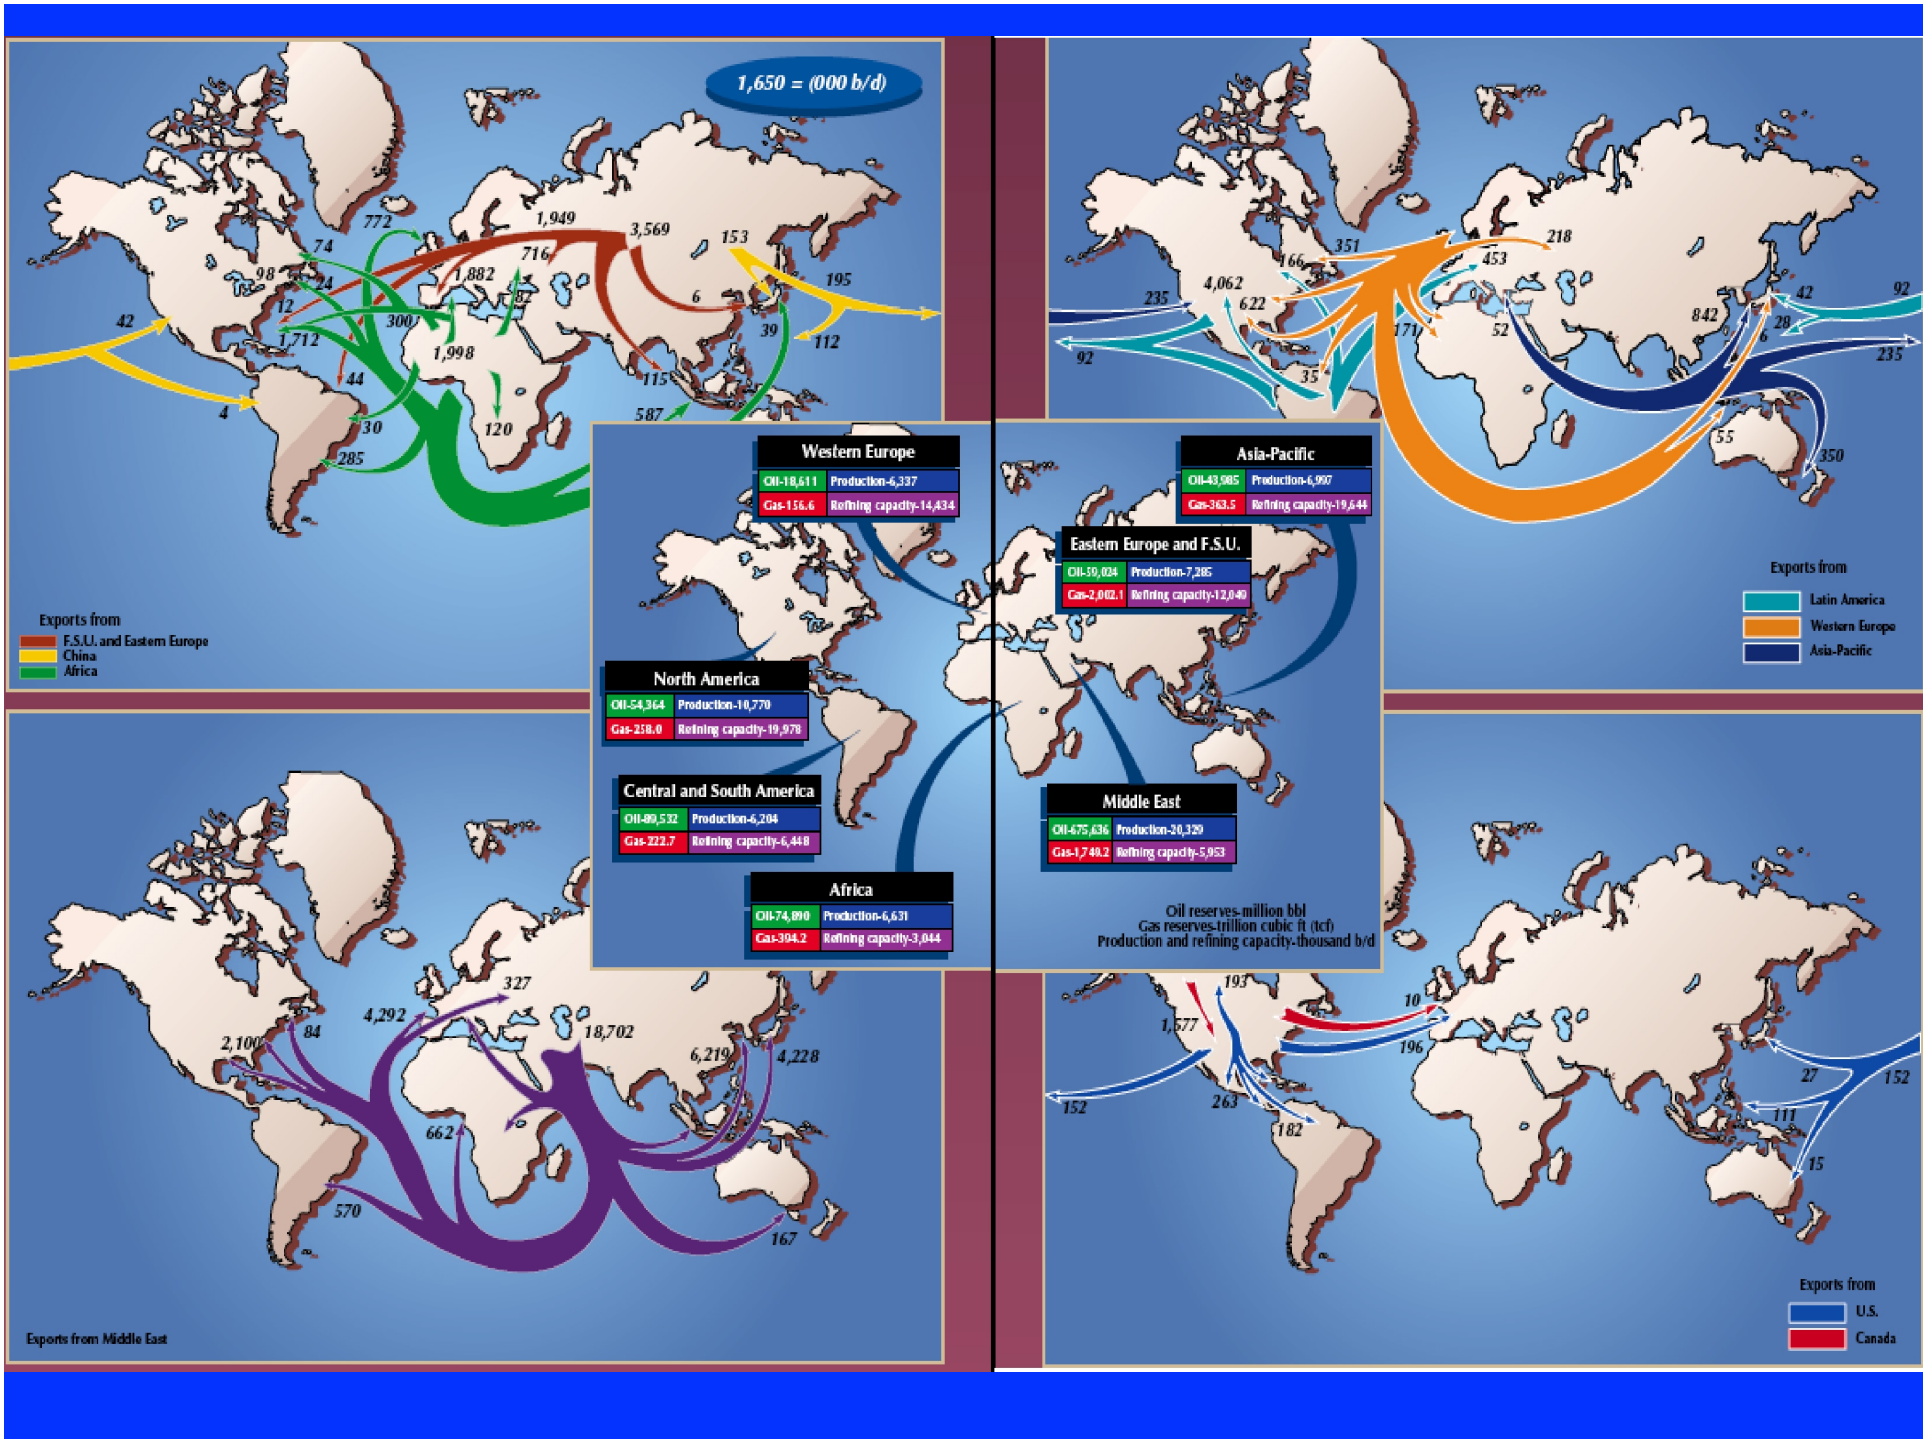 1,650 = (000 b/d)
772
74
98
24
12
42
1,712
300
4
44
30
285
1,949
3,569
716
1,882
82
1,998
120
6
115
587
153
195
39
112
Exports from
F.S.U. and Eastern Europe
China
Africa
351
166
4,062
622
235
92
35
171
218
453
52
842
42
92
28
6
235
55
350
Exports from
Latin America
Western Europe
Asia-Pacific
Western Europe
Oil-18,611 Production-6,337
Gas-156.6 Refining capacity-14,434
Asia-Pacific
Oil-43,985 Production-6,997
Gas-363.5 Refining capacity-19,644
Eastern Europe and F.S.U.
Oil-59,024 Production-7,285
Gas-2,002.1 Refining capacity-12,049
North America
Oil-54,364 Production-10,770
Gas-258.0 Refining capacity-19,978
Central and South America
Oil-89,532 Production-6,204
Gas-222.7 Refining capacity-6,448
Middle East
Oil-675,636 Production-20,329
Gas-1,749.2 Refining capacity-5,953
Africa
Oil-74,890 Production-6,631
Gas-394.2 Refining capacity-3,044
Oil reserves-million bbl
Gas reserves-trillion cubic ft (tcf)
Production and refining capacity-thousand b/d
327
4,292
2,100
84
18,702
6,219
4,228
662
570
167
Exports from Middle East
193
1,577
10
196
152
263
182
27
152
111
15
Exports from
U.S.
Canada